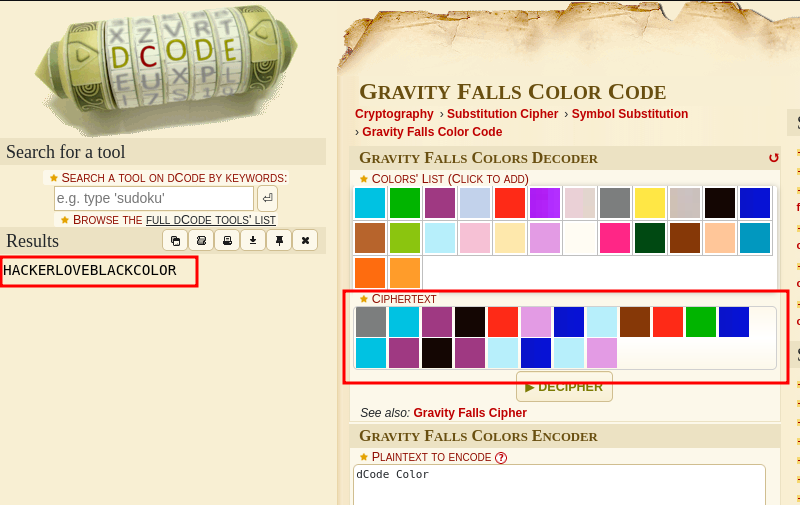 X Z V R T
D C O D E
E U X P
Search for a tool
★ SEARCH A TOOL ON DCODE BY KEYWORDS:
e.g. type 'sudoku'
★ BROWSE THE FULL DCODE TOOLS' LIST
Results
HACKERLOVEBLACKCOLOR
GRAVITY FALLS COLOR CODE
Cryptography › Substitution Cipher › Symbol Substitution
› Gravity Falls Color Code
GRAVITY FALLS COLORS DECODER
★ COLORS' LIST (CLICK TO ADD)
★ CIPHERTEXT
▶ DECIPHER
See also: Gravity Falls Cipher
GRAVITY FALLS COLORS ENCODER
★ PLAINTEXT TO ENCODE ?
dCode Color